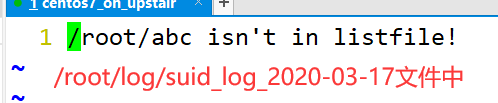 1 centos7_on_upstair
1 /root/abc isn't in listfile!
~ /root/log/suid_log_2020-03-17文件中
~